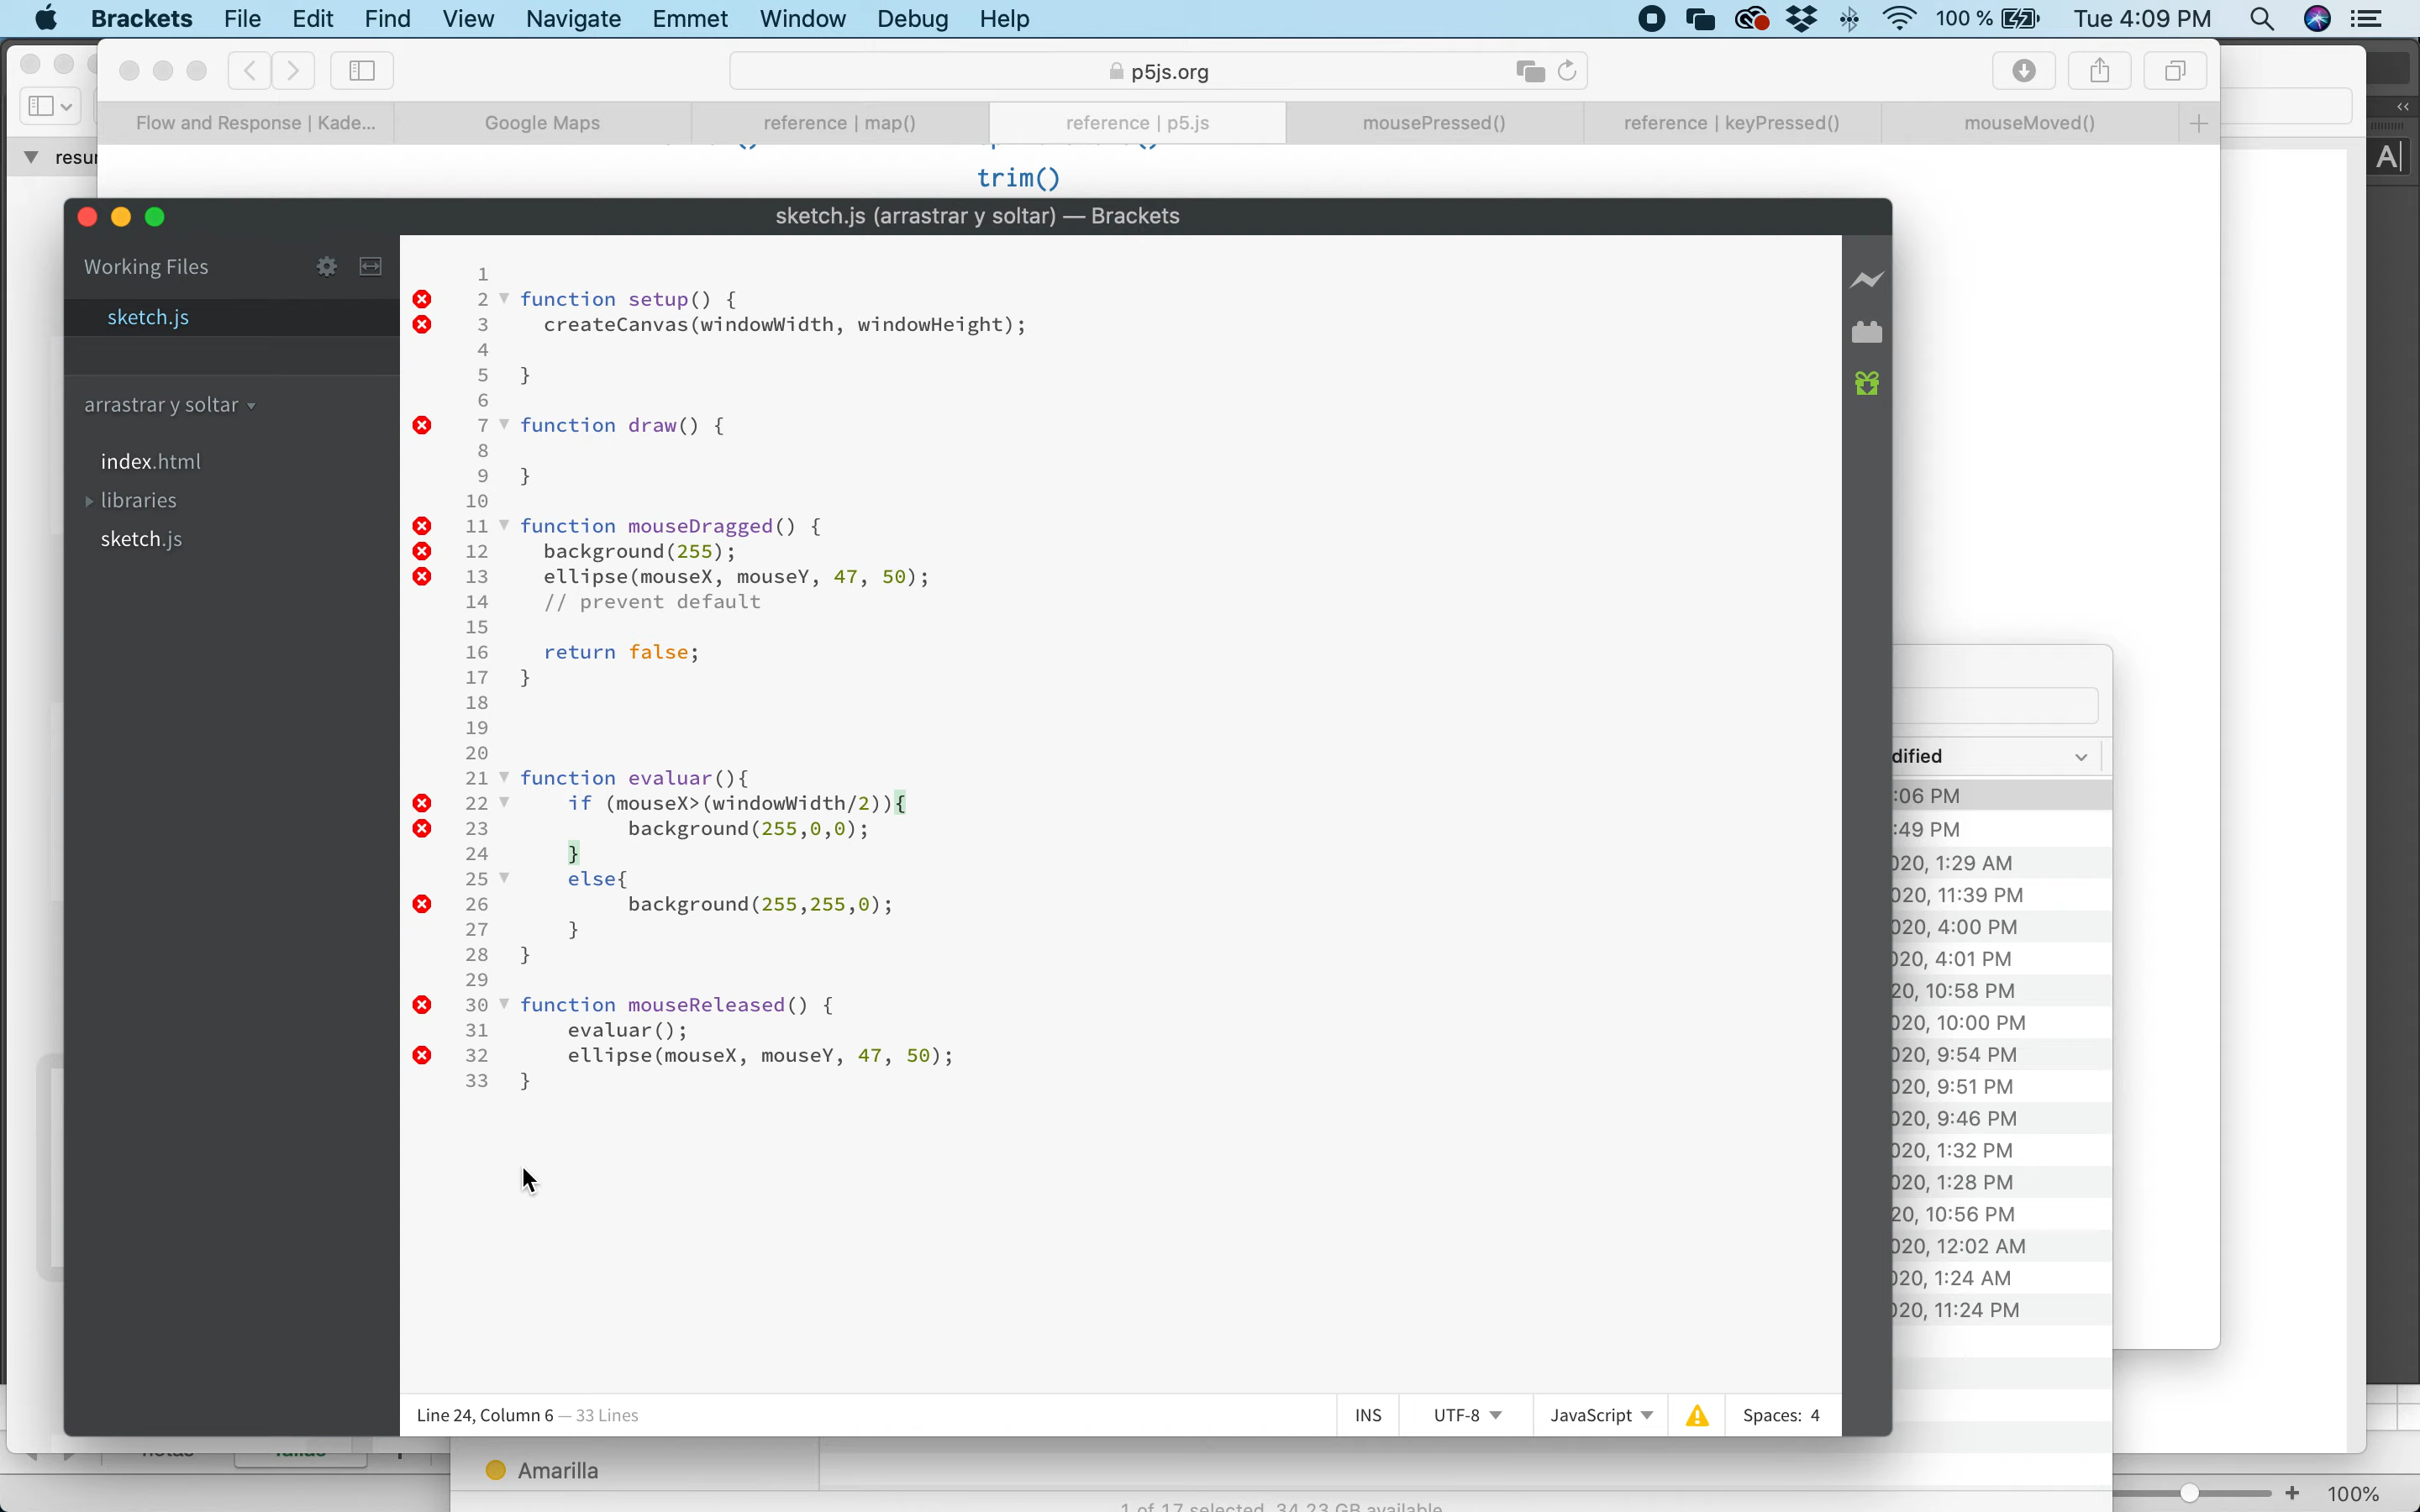 Brackets File Edit Find View Navigate Emmet Window Debug Help 100 % Tue 4:09 PM
p5js.org
Flow and Response | Kade... Google Maps reference | map() reference | p5.js mousePressed() reference | keyPressed() mouseMoved()
trim()
sketch.js (arrastrar y soltar) — Brackets
Working Files
sketch.js
arrastrar y soltar
index.html
libraries
sketch.js
1
2 function setup() {
3 createCanvas(windowWidth, windowHeight);
4
5 }
6
7 function draw() {
8
9 }
10
11 function mouseDragged() {
12 background(255);
13 ellipse(mouseX, mouseY, 47, 50);
14 // prevent default
15
16 return false;
17 }
18
19
20
21 function evaluar(){
22 if (mouseX>(windowWidth/2)){
23 background(255,0,0);
24 }
25 else{
26 background(255,255,0);
27 }
28 }
29
30 function mouseReleased() {
31 evaluar();
32 ellipse(mouseX, mouseY, 47, 50);
33 }
Line 24, Column 6 — 33 Lines INS UTF-8 JavaScript Spaces: 4
dified
:06 PM
:49 PM
020, 1:29 AM
020, 11:39 PM
020, 4:00 PM
020, 4:01 PM
20, 10:58 PM
020, 10:00 PM
020, 9:54 PM
020, 9:51 PM
020, 9:46 PM
020, 1:32 PM
020, 1:28 PM
20, 10:56 PM
020, 12:02 AM
020, 1:24 AM
020, 11:24 PM
Amarilla
1 of 17 selected, 34.23 GB available
100%